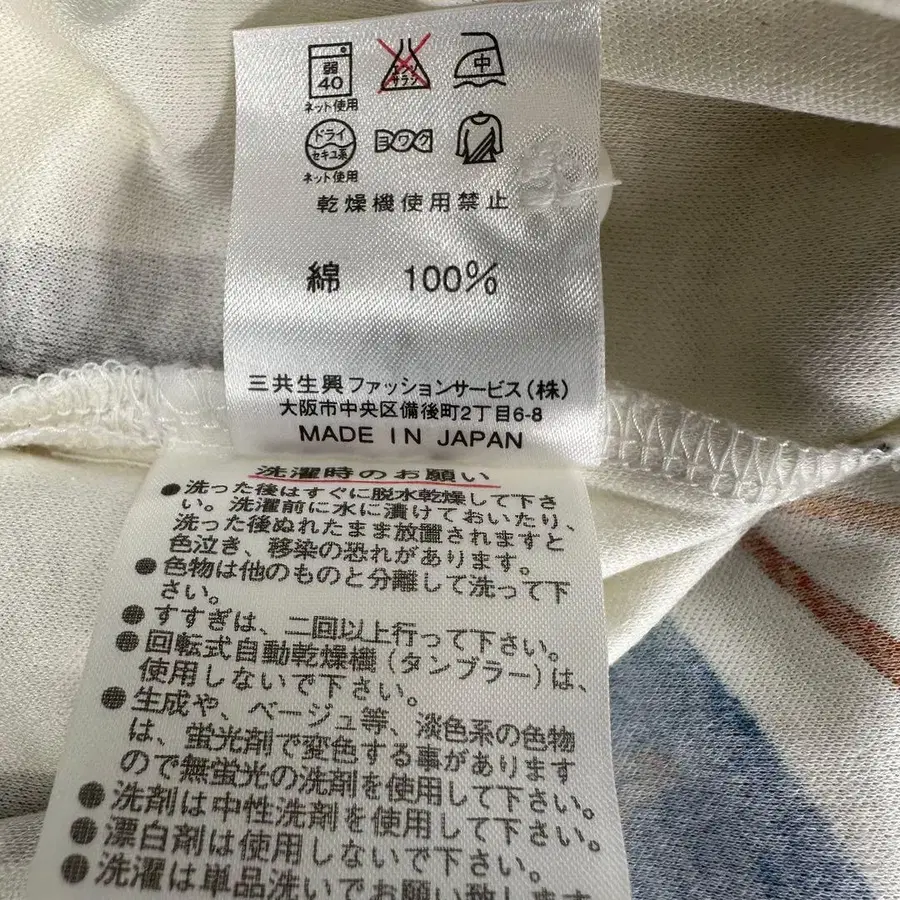 弱
40
ネット使用
エンソ
サラシ
中
ドライ
セキユ系
ネット使用
ヨワク
乾燥機使用禁止
綿 100%
三共生興ファッションサービス(株)
大阪市中央区備後町2丁目6-8
MADE IN JAPAN
洗濯時のお願い
●洗った後はすぐに脱水乾燥して下さ
い。洗濯前に水に漬けておいたり、
洗った後ぬれたまま放置されますと
色泣き、移染の恐れがあります。
●色物は他のものと分離して洗って下
さい。
●すすぎは、二回以上行って下さい。
●回転式自動乾燥機(タンブラー)は、
使用しないで下さい。
●生成や、ベージュ等、淡色系の色物
は、蛍光剤で変色する事があります
ので無蛍光の洗剤を使用して下さい。
●洗剤は中性洗剤を使用して下さい。
●漂白剤は使用しないで下さい。
●洗濯は単品洗いでお願い致します